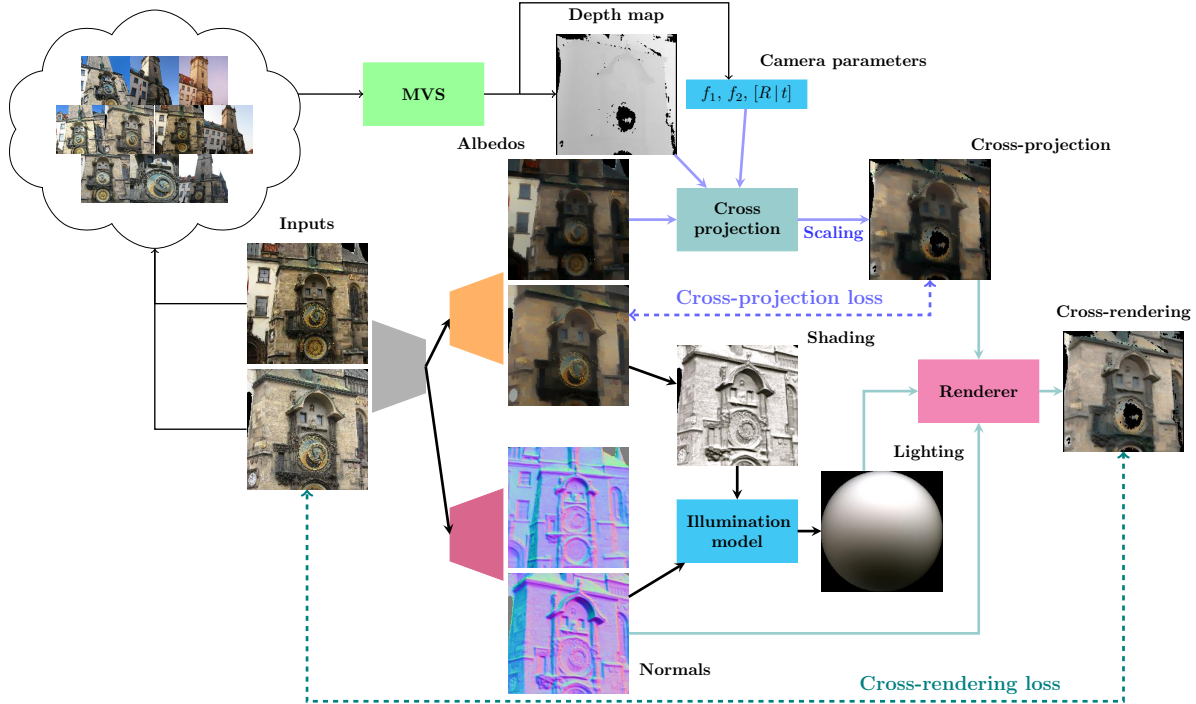 Depth map
Camera parameters
MVS
f₁, f₂, [R | t]
Albedos
Cross-projection
Cross
projection
Scaling
Inputs
Cross-projection loss
Cross-rendering
Shading
Renderer
Lighting
Illumination
model
Normals
Cross-rendering loss